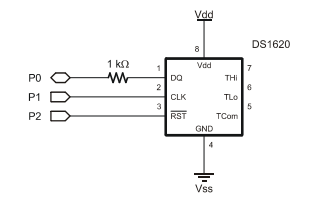 Vdd
DS1620
8
Vdd
1 kΩ
P0
1
DQ
THi
7
P1
2
CLK
TLo
6
P2
3
RST
TCom
5
GND
4
Vss